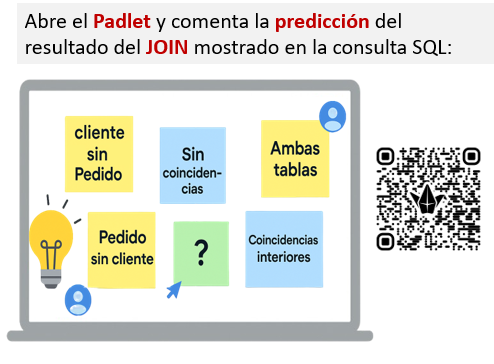 Abre el Padlet y comenta la predicción del
resultado del JOIN mostrado en la consulta SQL:
cliente
sin
Pedido
Sin
coinciden-
cias
Ambas
tablas
Pedido
sin cliente
?
Coincidencias
interiores